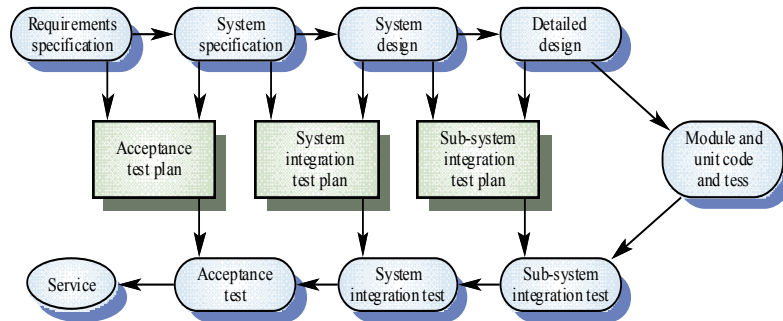 Requirements
specification
System
specification
System
design
Detailed
design
Acceptance
test plan
System
integration
test plan
Sub-system
integration
test plan
Module and
unit code
and tess
Service
Acceptance
test
System
integration test
Sub-system
integration test